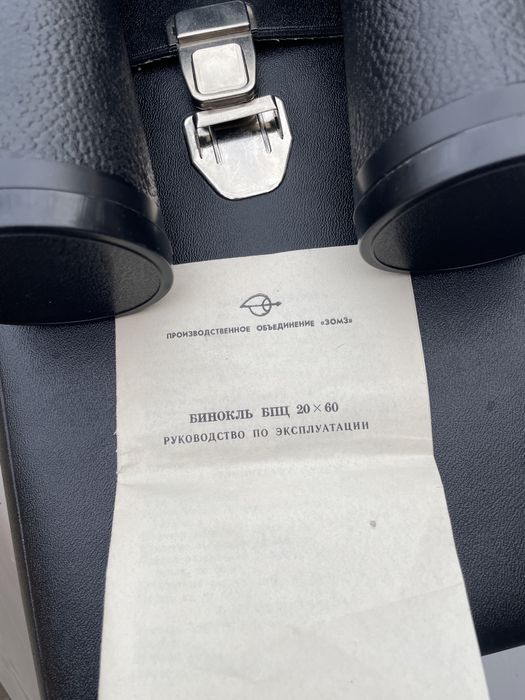 ПРОИЗВОДСТВЕННОЕ ОБЪЕДИНЕНИЕ «ЗОМЗ»
БИНОКЛЬ БПЦ 20×60
РУКОВОДСТВО ПО ЭКСПЛУАТАЦИИ